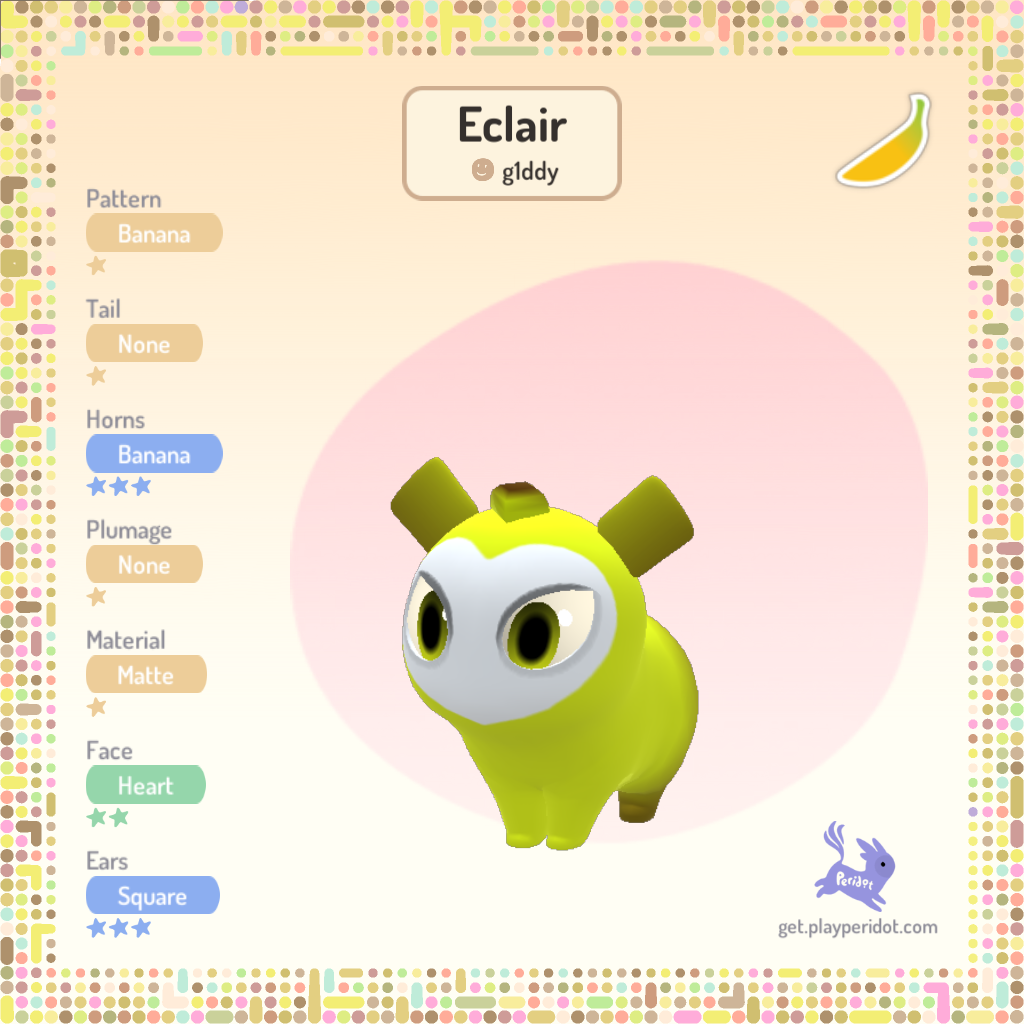 Eclair
g1ddy
Pattern
Banana
Tail
None
Horns
Banana
Plumage
None
Material
Matte
Face
Heart
Ears
Square
Peridot
get.playperidot.com